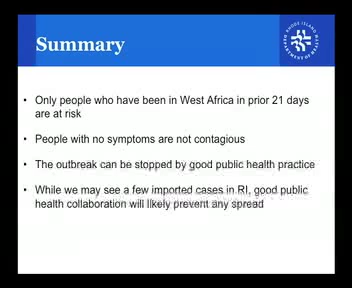 Summary
Only people who have been in West Africa in prior 21 days
are at risk
People with no symptoms are not contagious
The outbreak can be stopped by good public health practice
While we may see a few imported cases in RI, good public
health collaboration will likely prevent any spread